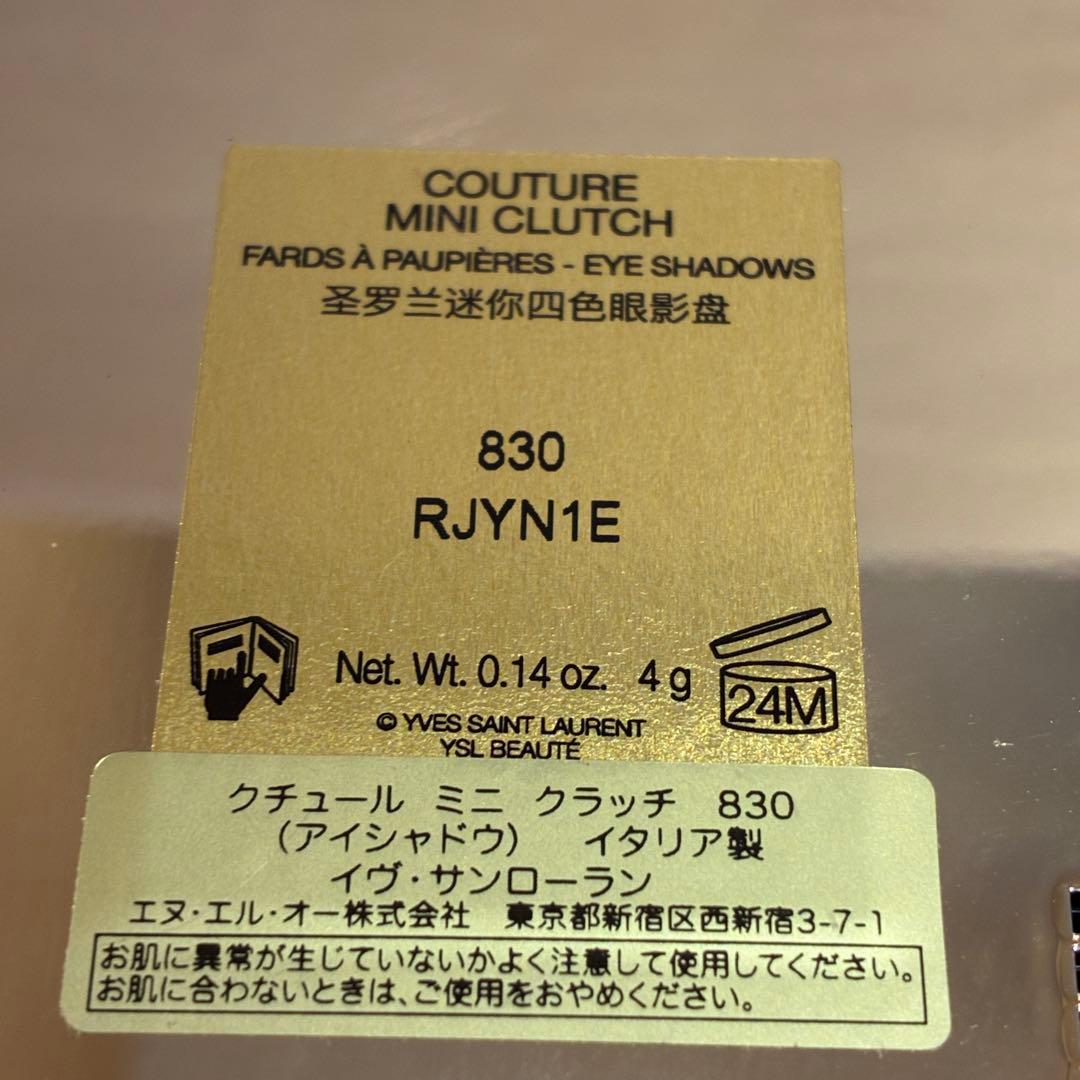 COUTURE
MINI CLUTCH
FARDS À PAUPIÈRES - EYE SHADOWS
圣罗兰迷你四色眼影盘
830
RJYN1E
Net. Wt. 0.14 oz. 4 g
24M
© YVES SAINT LAURENT
YSL BEAUTÉ
クチュール ミニ クラッチ 830
(アイシャドウ) イタリア製
イヴ・サンローラン
エヌ・エル・オー株式会社 東京都新宿区西新宿3-7-1
お肌に異常が生じていないかよく注意して使用してください。
お肌に合わないときは、ご使用をおやめください。